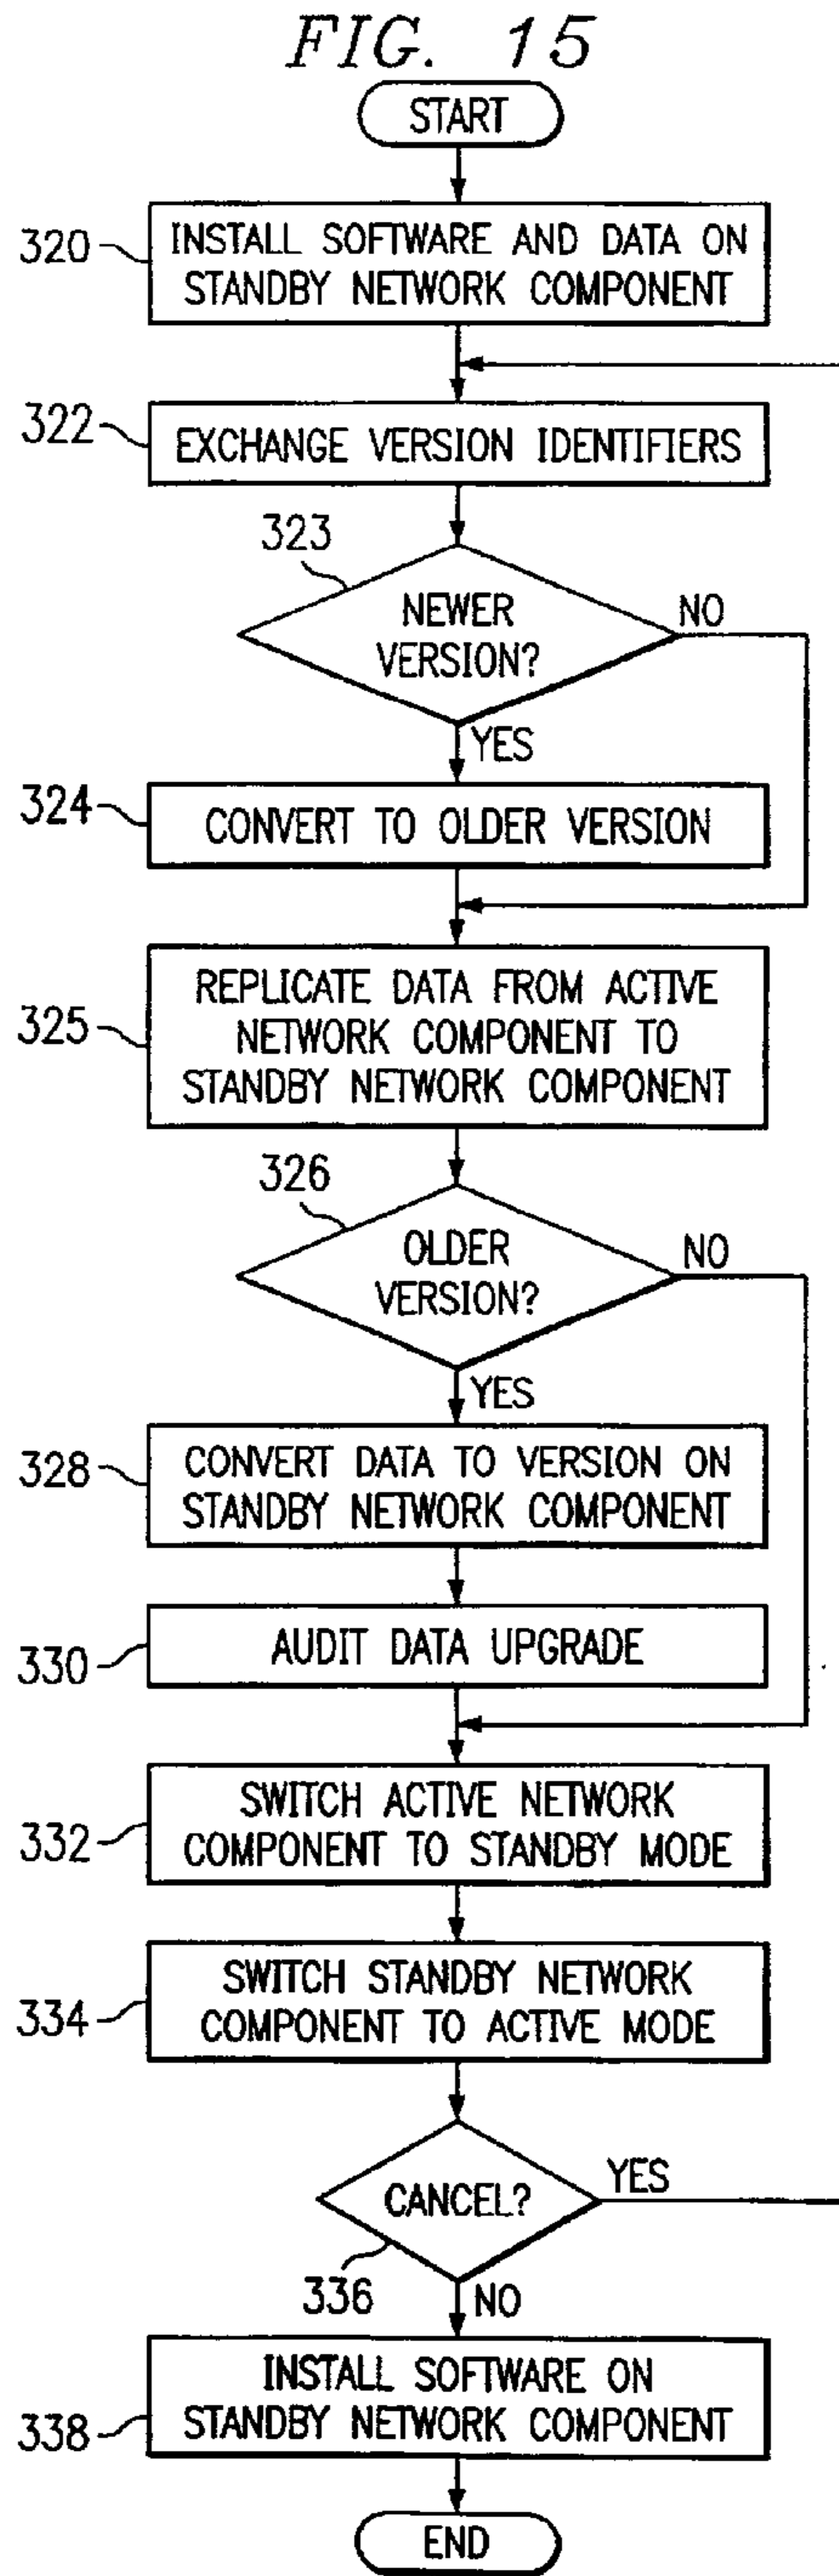 FIG. 15
START
320
INSTALL SOFTWARE AND DATA ON
STANDBY NETWORK COMPONENT
322
EXCHANGE VERSION IDENTIFIERS
323
NEWER
VERSION?
NO
YES
324
CONVERT TO OLDER VERSION
325
REPLICATE DATA FROM ACTIVE
NETWORK COMPONENT TO
STANDBY NETWORK COMPONENT
326
OLDER
VERSION?
NO
YES
328
CONVERT DATA TO VERSION ON
STANDBY NETWORK COMPONENT
330
AUDIT DATA UPGRADE
332
SWITCH ACTIVE NETWORK
COMPONENT TO STANDBY MODE
334
SWITCH STANDBY NETWORK
COMPONENT TO ACTIVE MODE
CANCEL?
YES
336
NO
338
INSTALL SOFTWARE ON
STANDBY NETWORK COMPONENT
END